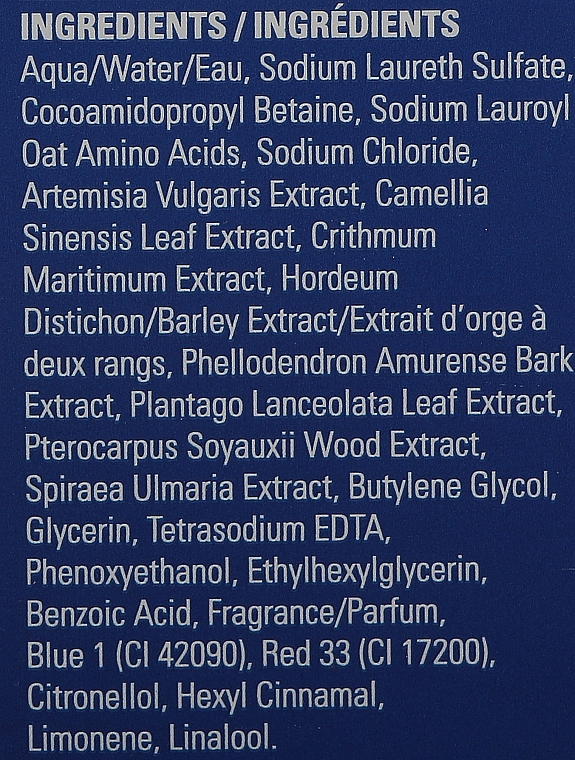 INGREDIENTS / INGRÉDIENTS
Aqua/Water/Eau, Sodium Laureth Sulfate,
Cocoamidopropyl Betaine, Sodium Lauroyl
Oat Amino Acids, Sodium Chloride,
Artemisia Vulgaris Extract, Camellia
Sinensis Leaf Extract, Crithmum
Maritimum Extract, Hordeum
Distichon/Barley Extract/Extrait d'orge à
deux rangs, Phellodendron Amurense Bark
Extract, Plantago Lanceolata Leaf Extract,
Pterocarpus Soyauxii Wood Extract,
Spiraea Ulmaria Extract, Butylene Glycol,
Glycerin, Tetrasodium EDTA,
Phenoxyethanol, Ethylhexylglycerin,
Benzoic Acid, Fragrance/Parfum,
Blue 1 (CI 42090), Red 33 (CI 17200),
Citronellol, Hexyl Cinnamal,
Limonene, Linalool.